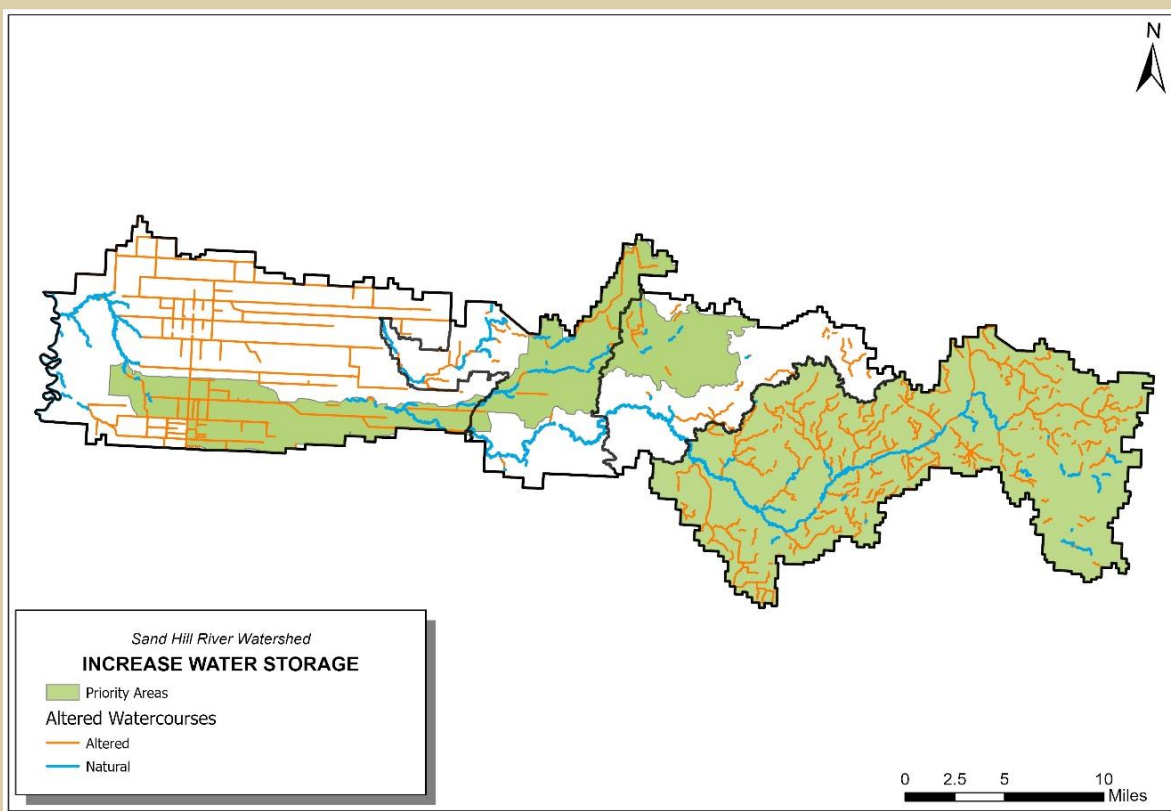 N
Sand Hill River Watershed
INCREASE WATER STORAGE
Priority Areas
Altered Watercourses
Altered
Natural
0 2.5 5 10
Miles